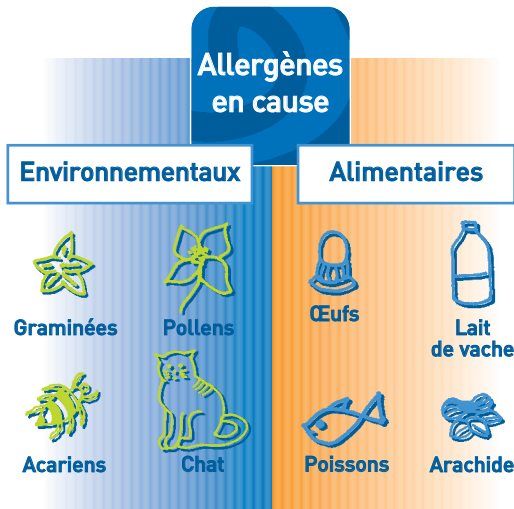 Allergènes
en cause
Environnementaux
Alimentaires
Graminées
Pollens
Œufs
Lait
de vache
Acariens
Chat
Poissons
Arachide